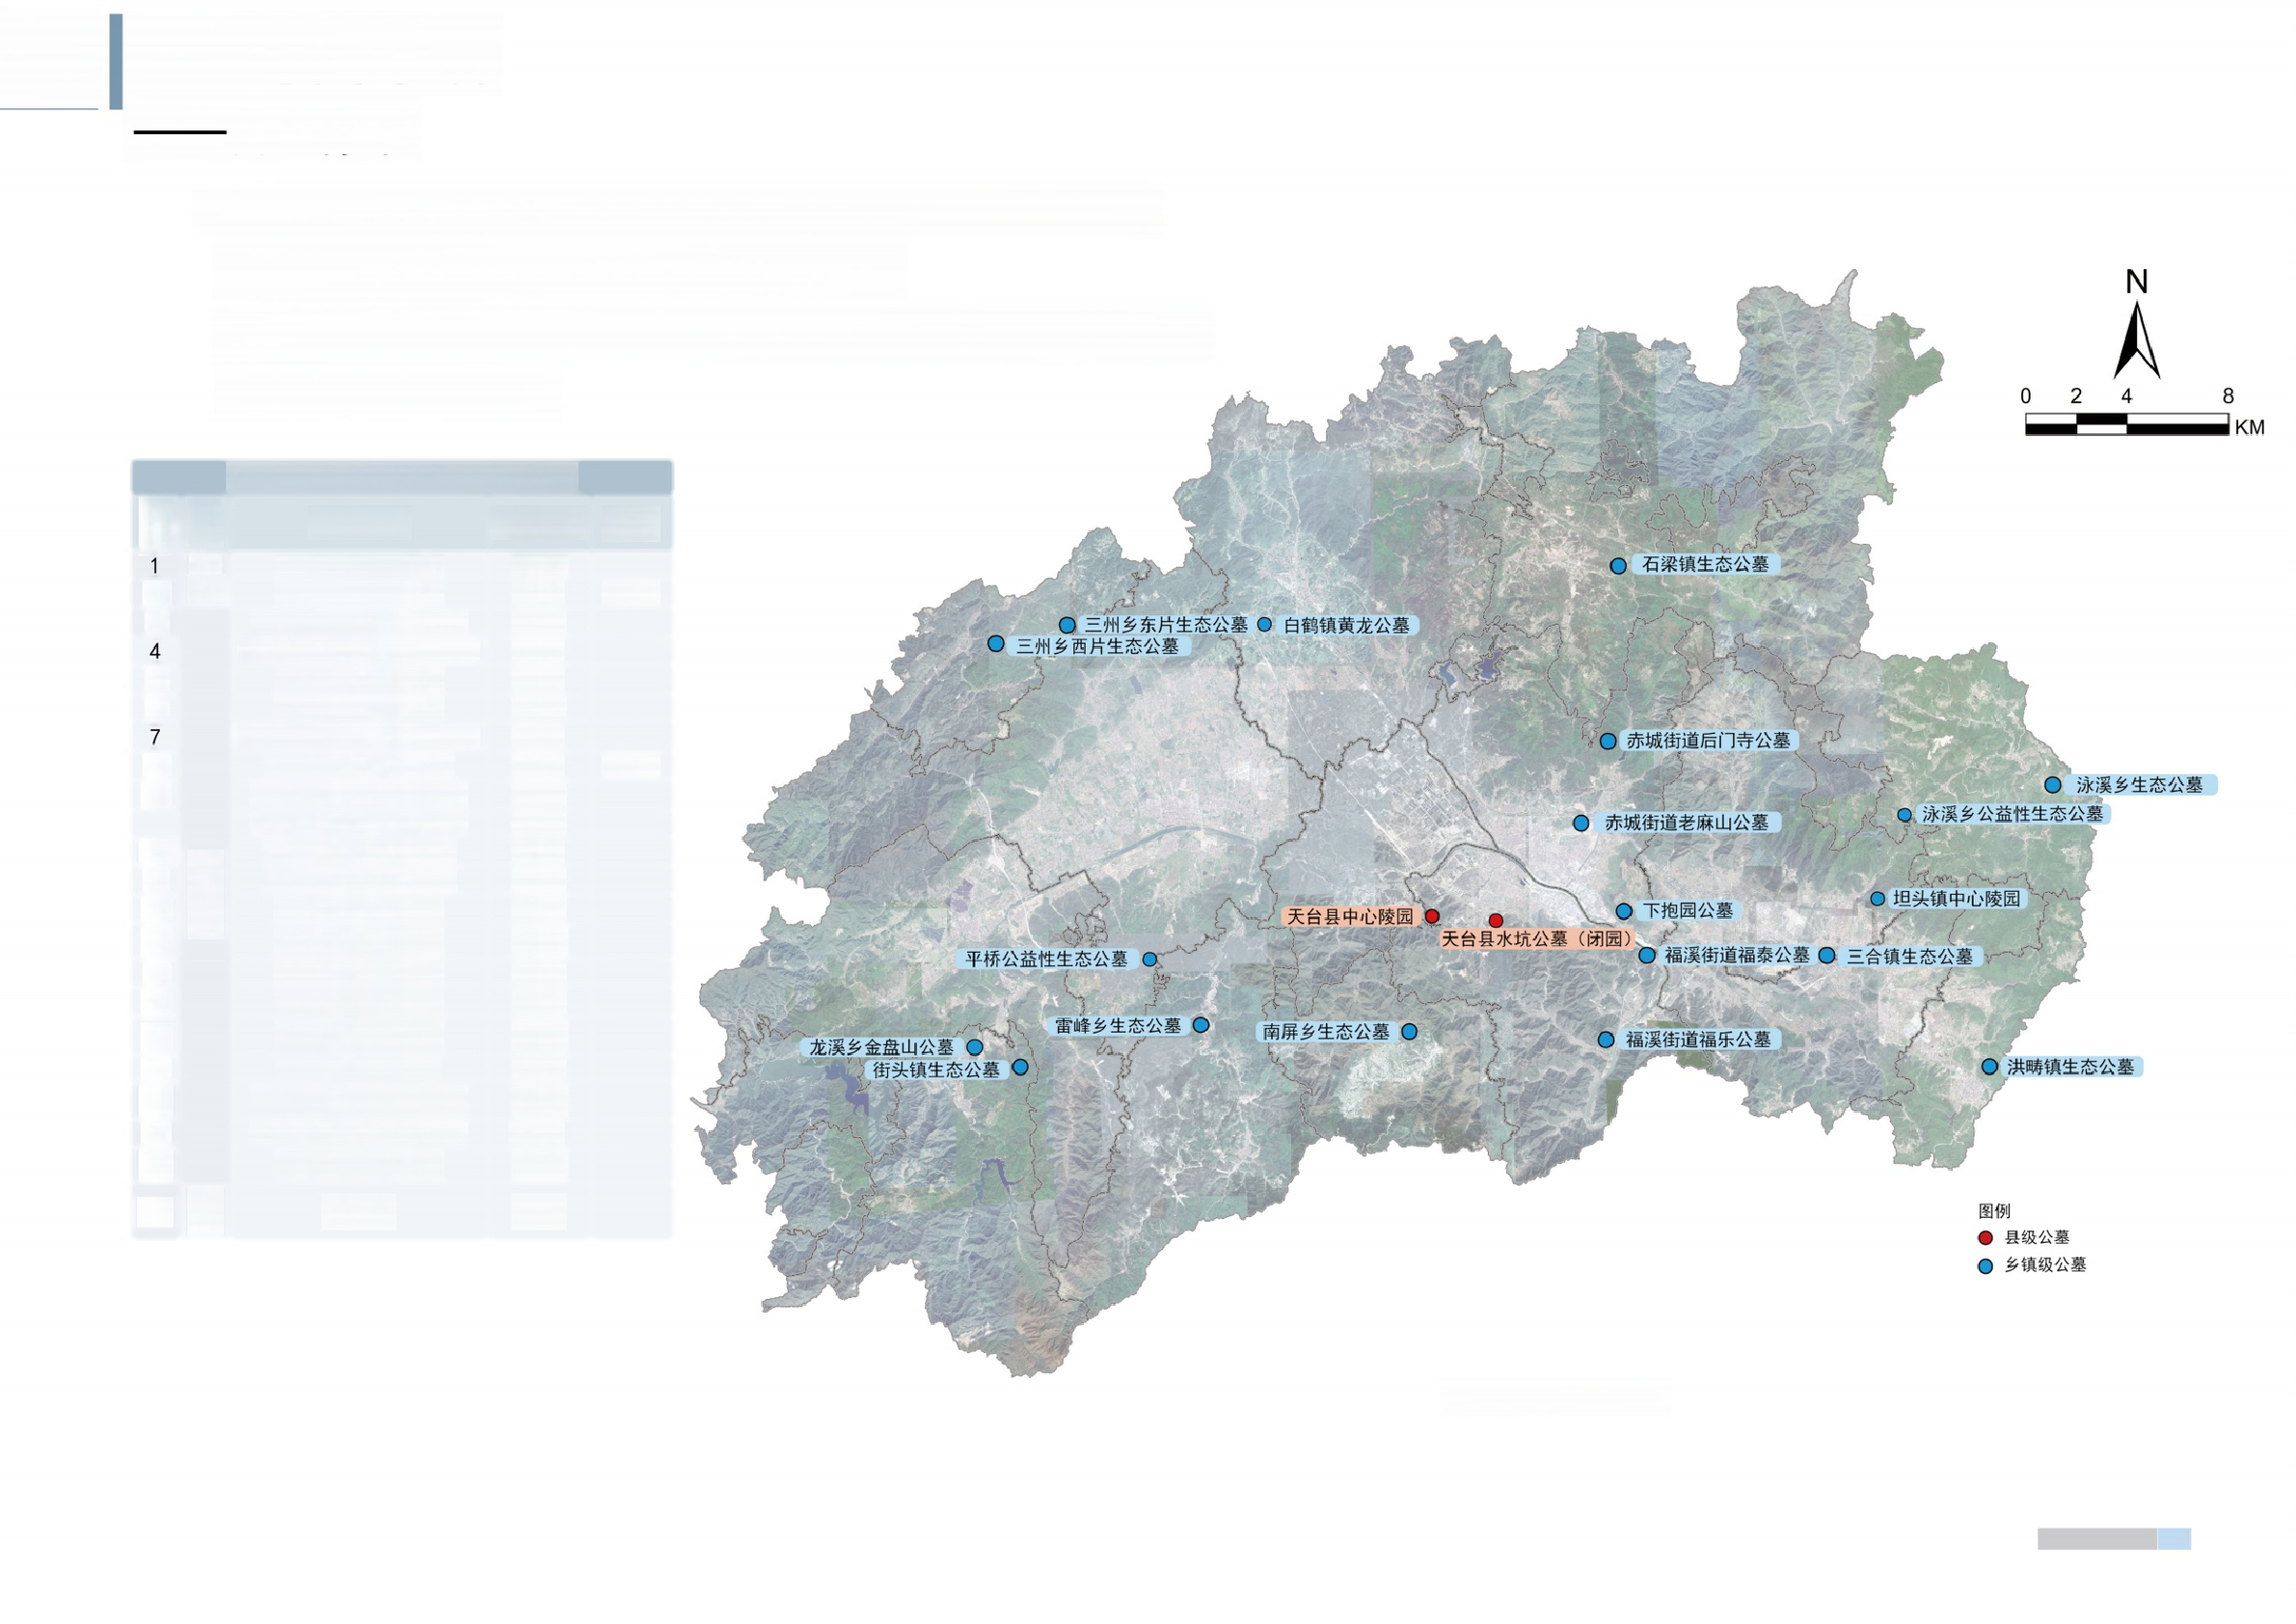 N
0 2 4 8
KM
1
4
7
石梁镇生态公墓
三州乡东片生态公墓
白鹤镇黄龙公墓
三州乡西片生态公墓
赤城街道后门寺公墓
泳溪乡生态公墓
泳溪乡公益性生态公墓
赤城街道老麻山公墓
坦头镇中心陵园
下抱园公墓
天台县中心陵园
天台县水坑公墓（闭园）
福溪街道福泰公墓
三合镇生态公墓
平桥公益性生态公墓
雷峰乡生态公墓
南屏乡生态公墓
福溪街道福乐公墓
龙溪乡金盘山公墓
街头镇生态公墓
洪畴镇生态公墓
图例
县级公墓
乡镇级公墓